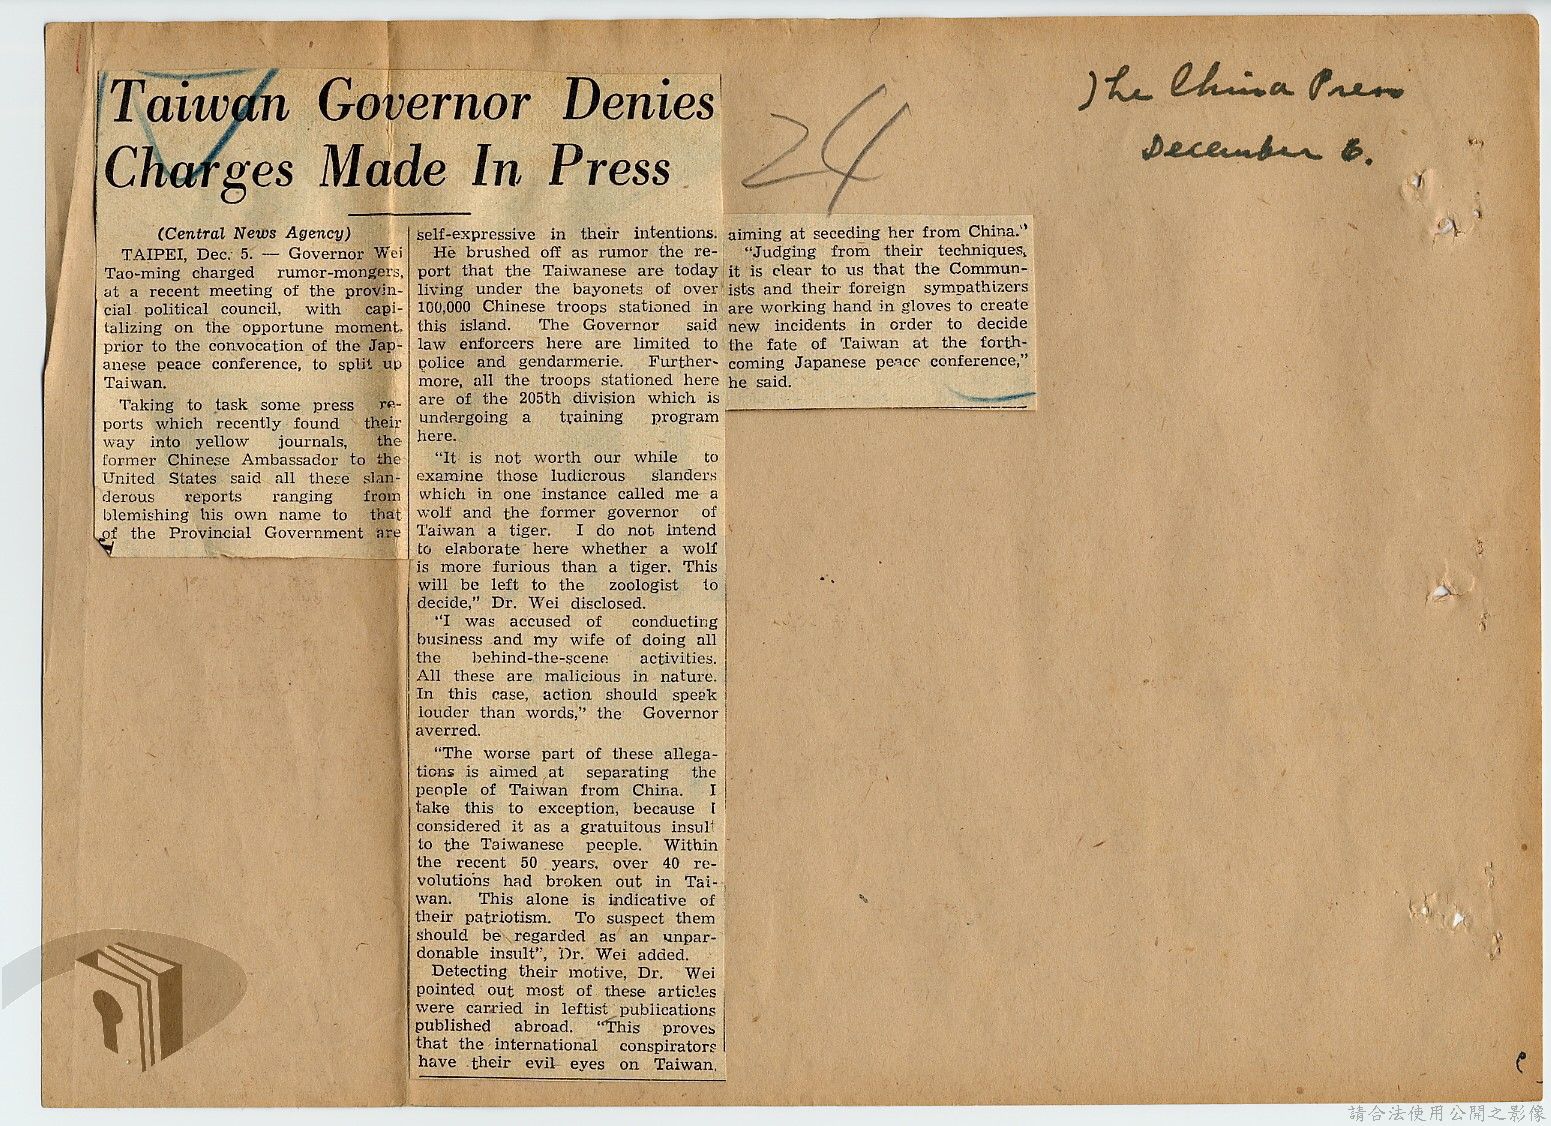 Taiwan Governor Denies
Charges Made In Press
(Central News Agency)
TAIPEI, Dec. 5. — Governor Wei
Tao-ming charged rumor-mongers,
at a recent meeting of the provin-
cial political council, with capi-
talizing on the opportune moment,
prior to the convocation of the Jap-
anese peace conference, to split up
Taiwan.
Taking to task some press re-
ports which recently found their
way into yellow journals, the
former Chinese Ambassador to the
United States said all these slan-
derous reports ranging from
blemishing his own name to that
of the Provincial Government are
self-expressive in their intentions.
He brushed off as rumor the re-
port that the Taiwanese are today
living under the bayonets of over
100,000 Chinese troops stationed in
this island. The Governor said
law enforcers here are limited to
police and gendarmerie. Further-
more, all the troops stationed here
are of the 205th division which is
undergoing a training program
here.
"It is not worth our while to
examine those ludicrous slanders
which in one instance called me a
wolf and the former governor of
Taiwan a tiger. I do not intend
to elaborate here whether a wolf
is more furious than a tiger. This
will be left to the zoologist to
decide," Dr. Wei disclosed.
"I was accused of conducting
business and my wife of doing all
the behind-the-scene activities.
All these are malicious in nature.
In this case, action should speak
louder than words," the Governor
averred.
"The worse part of these allega-
tions is aimed at separating the
people of Taiwan from China. I
take this to exception, because I
considered it as a gratuitous insult
to the Taiwanese people. Within
the recent 50 years, over 40 re-
volutions had broken out in Tai-
wan. This alone is indicative of
their patriotism. To suspect them
should be regarded as an unpar-
donable insult", Dr. Wei added.
Detecting their motive, Dr. Wei
pointed out most of these articles
were carried in leftist publications
published abroad. "This proves
that the international conspirators
have their evil eyes on Taiwan,
aiming at seceding her from China."
"Judging from their techniques,
it is clear to us that the Commun-
ists and their foreign sympathizers
are working hand in gloves to create
new incidents in order to decide
the fate of Taiwan at the forth-
coming Japanese peace conference,"
he said.
24
The China Press
December 6.
請合法使用公開之影像